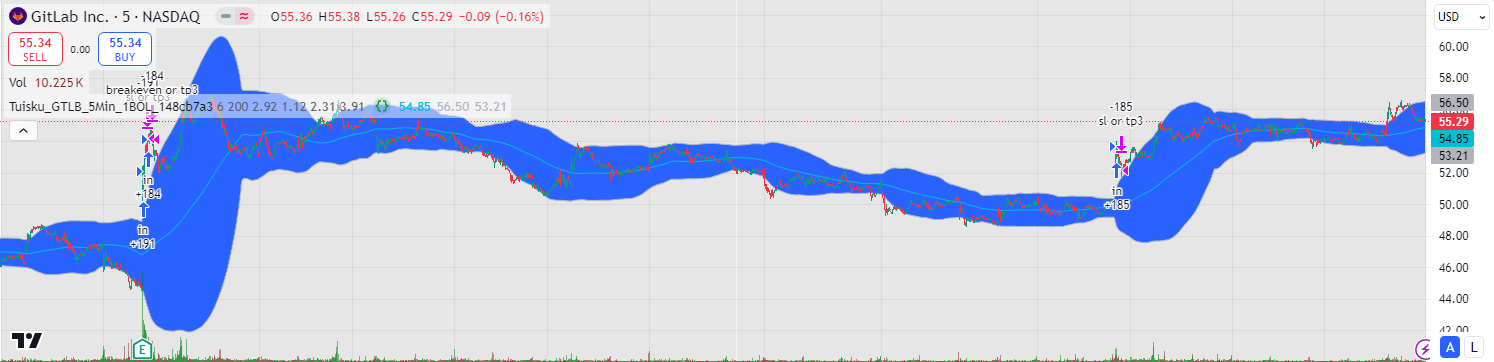 GitLab Inc. · 5 · NASDAQ O55.36 H55.38 L55.26 C55.29 −0.09 (−0.16%)
USD
55.34 SELL
0.00
55.34 BUY
Vol 10.225 K
Tuisku_GTLB_5Min_1BOL_148cb7a3 6 200 2.92 1.12 2.31 3.91 54.85 56.50 53.21
-184
breakeven or tp3
sl or tp3
in
+184
in
+191
E
-185
sl or tp3
in
+185
60.00
58.00
56.50
55.29
54.85
53.21
52.00
50.00
48.00
46.00
44.00
42.00
A L